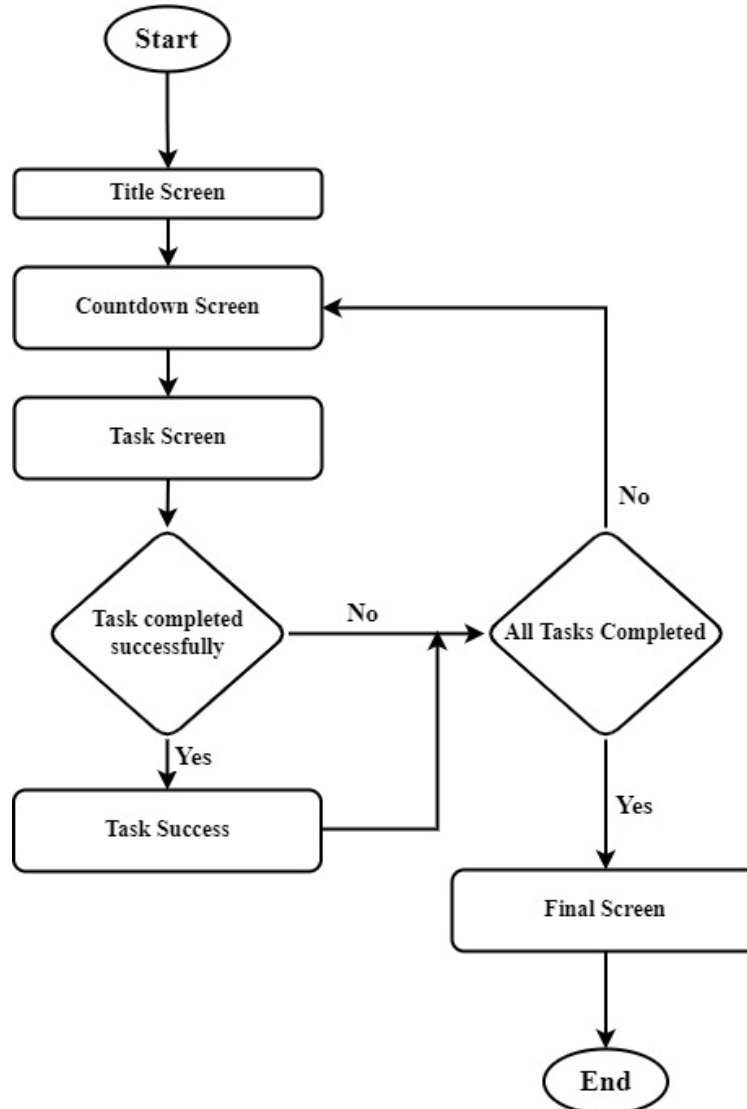 Start
Title Screen
Countdown Screen
Task Screen
No
Task completed
successfully
No
All Tasks Completed
Yes
Task Success
Yes
Final Screen
End